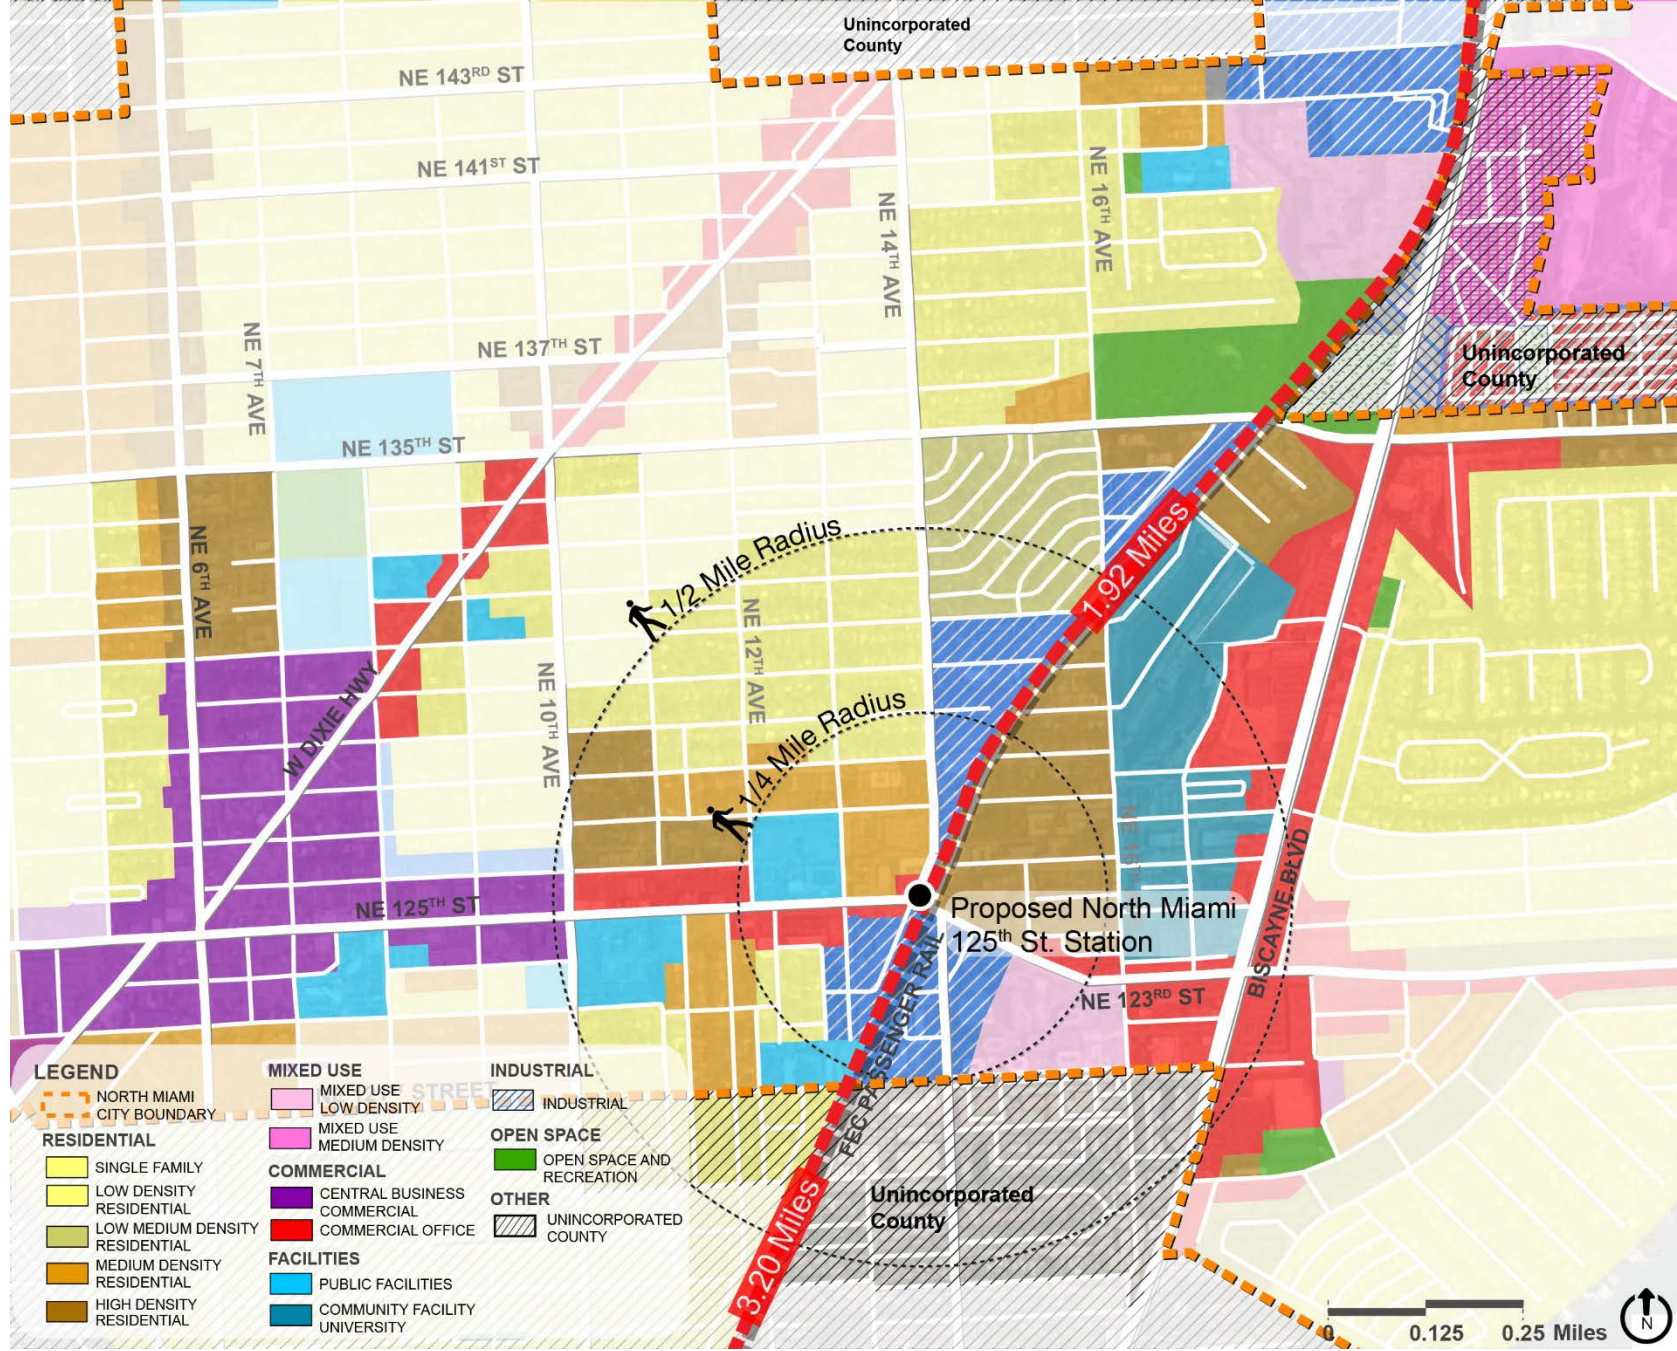 Unincorporated
County
NE 143RD ST
NE 141ST ST
NE 16TH AVE
NE 14TH AVE
NE 7TH AVE
NE 137TH ST
Unincorporated
County
NE 135TH ST
1.92 Miles
1/2 Mile Radius
NE 6TH AVE
NE 12TH AVE
NE 10TH AVE
W DIXIE HWY
1/4 Mile Radius
NE 16TH
BISCAYNE BLVD
NE 125TH ST
Proposed North Miami
125th St. Station
NE 123RD ST
FEC PASSENGER RAIL
STREET
Unincorporated
County
3.20 Miles
LEGEND
NORTH MIAMI
CITY BOUNDARY
RESIDENTIAL
SINGLE FAMILY
LOW DENSITY
RESIDENTIAL
LOW MEDIUM DENSITY
RESIDENTIAL
MEDIUM DENSITY
RESIDENTIAL
HIGH DENSITY
RESIDENTIAL
MIXED USE
MIXED USE
LOW DENSITY
MIXED USE
MEDIUM DENSITY
COMMERCIAL
CENTRAL BUSINESS
COMMERCIAL
COMMERCIAL OFFICE
FACILITIES
PUBLIC FACILITIES
COMMUNITY FACILITY
UNIVERSITY
INDUSTRIAL
INDUSTRIAL
OPEN SPACE
OPEN SPACE AND
RECREATION
OTHER
UNINCORPORATED
COUNTY
0 0.125 0.25 Miles
N